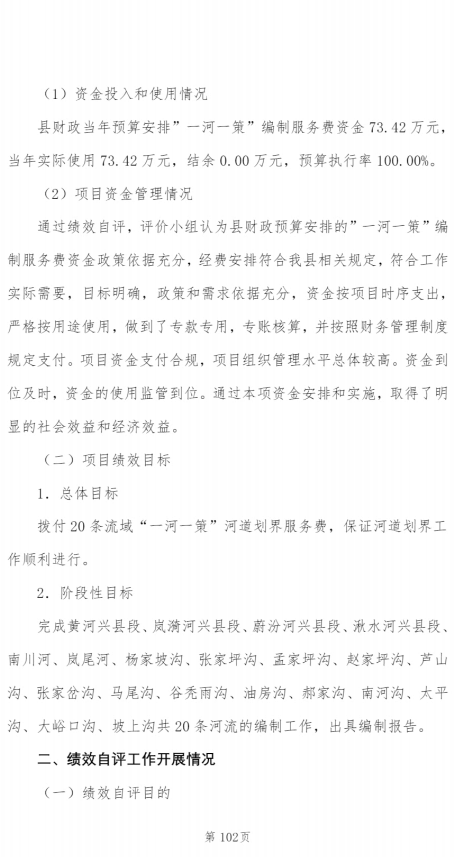 （1）资金投入和使用情况
县财政当年预算安排”一河一策”编制服务费资金 73.42 万元，
当年实际使用 73.42 万元，结余 0.00 万元，预算执行率 100.00%。
（2）项目资金管理情况
通过绩效自评，评价小组认为县财政预算安排的”一河一策”编
制服务费资金政策依据充分，经费安排符合我县相关规定，符合工作
实际需要，目标明确，政策和需求依据充分，资金按项目时序支出，
严格按用途使用，做到了专款专用，专账核算，并按照财务管理制度
规定支付。项目资金支付合规，项目组织管理水平总体较高。资金到
位及时，资金的使用监管到位。通过本项资金安排和实施，取得了明
显的社会效益和经济效益。
（二）项目绩效目标
1．总体目标
拨付 20 条流域“一河一策”河道划界服务费，保证河道划界工
作顺利进行。
2．阶段性目标
完成黄河兴县段、岚漪河兴县段、蔚汾河兴县段、湫水河兴县段、
南川河、岚尾河、杨家坡沟、张家坪沟、孟家坪沟、赵家坪沟、芦山
沟、张家岔沟、马尾沟、谷秃雨沟、油房沟、郝家沟、南河沟、太平
沟、大峪口沟、坡上沟共 20 条河流的编制工作，出具编制报告。
二、绩效自评工作开展情况
（一）绩效自评目的
第 102页